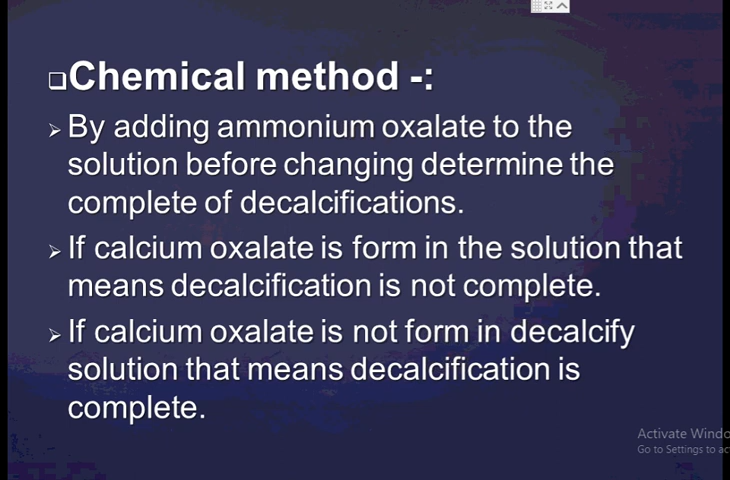 ❑Chemical method -:
➢ By adding ammonium oxalate to the
solution before changing determine the
complete of decalcifications.
➢ If calcium oxalate is form in the solution that
means decalcification is not complete.
➢ If calcium oxalate is not form in decalcify
solution that means decalcification is
complete.
Activate Windo
Go to Settings to ac